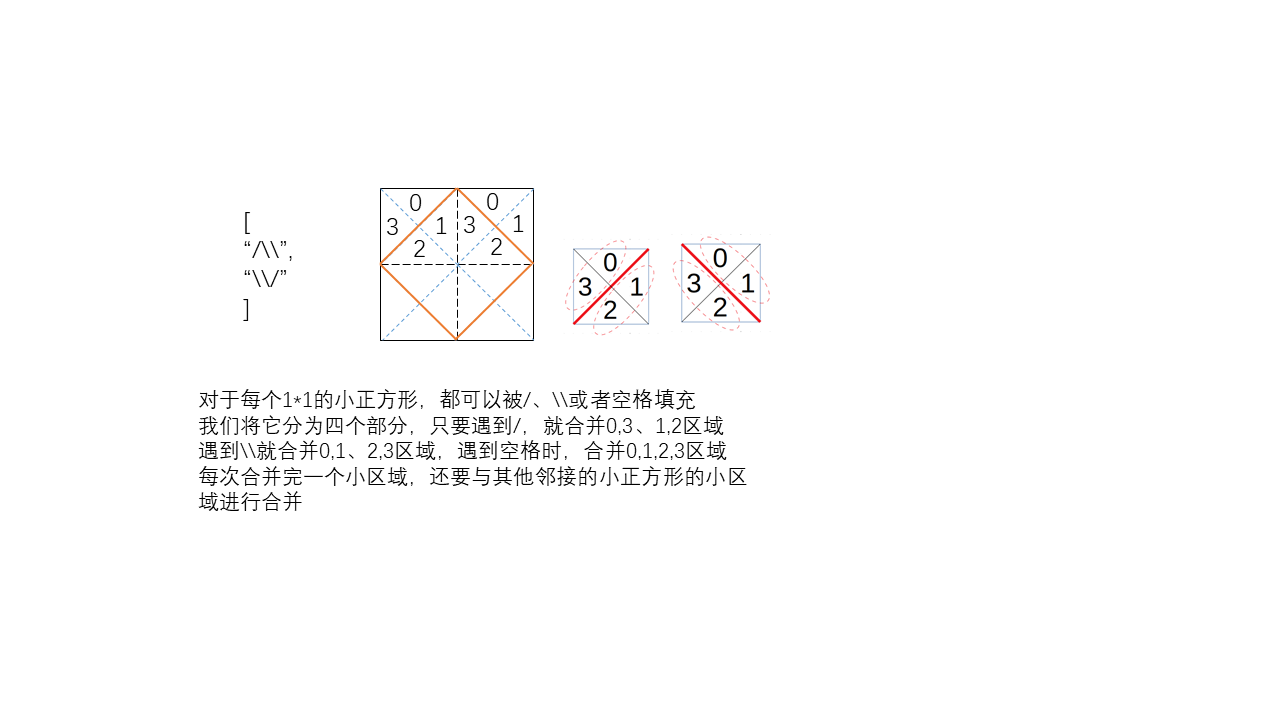 [
“/\\”,
“\\/”
]
0 0
3 1 3 1
2 2
0
3 1
2
0
3 1
2
对于每个1*1的小正方形，都可以被/、\\或者空格填充
我们将它分为四个部分，只要遇到/，就合并0,3、1,2区域
遇到\\就合并0,1、2,3区域，遇到空格时，合并0,1,2,3区域
每次合并完一个小区域，还要与其他邻接的小正方形的小区
域进行合并